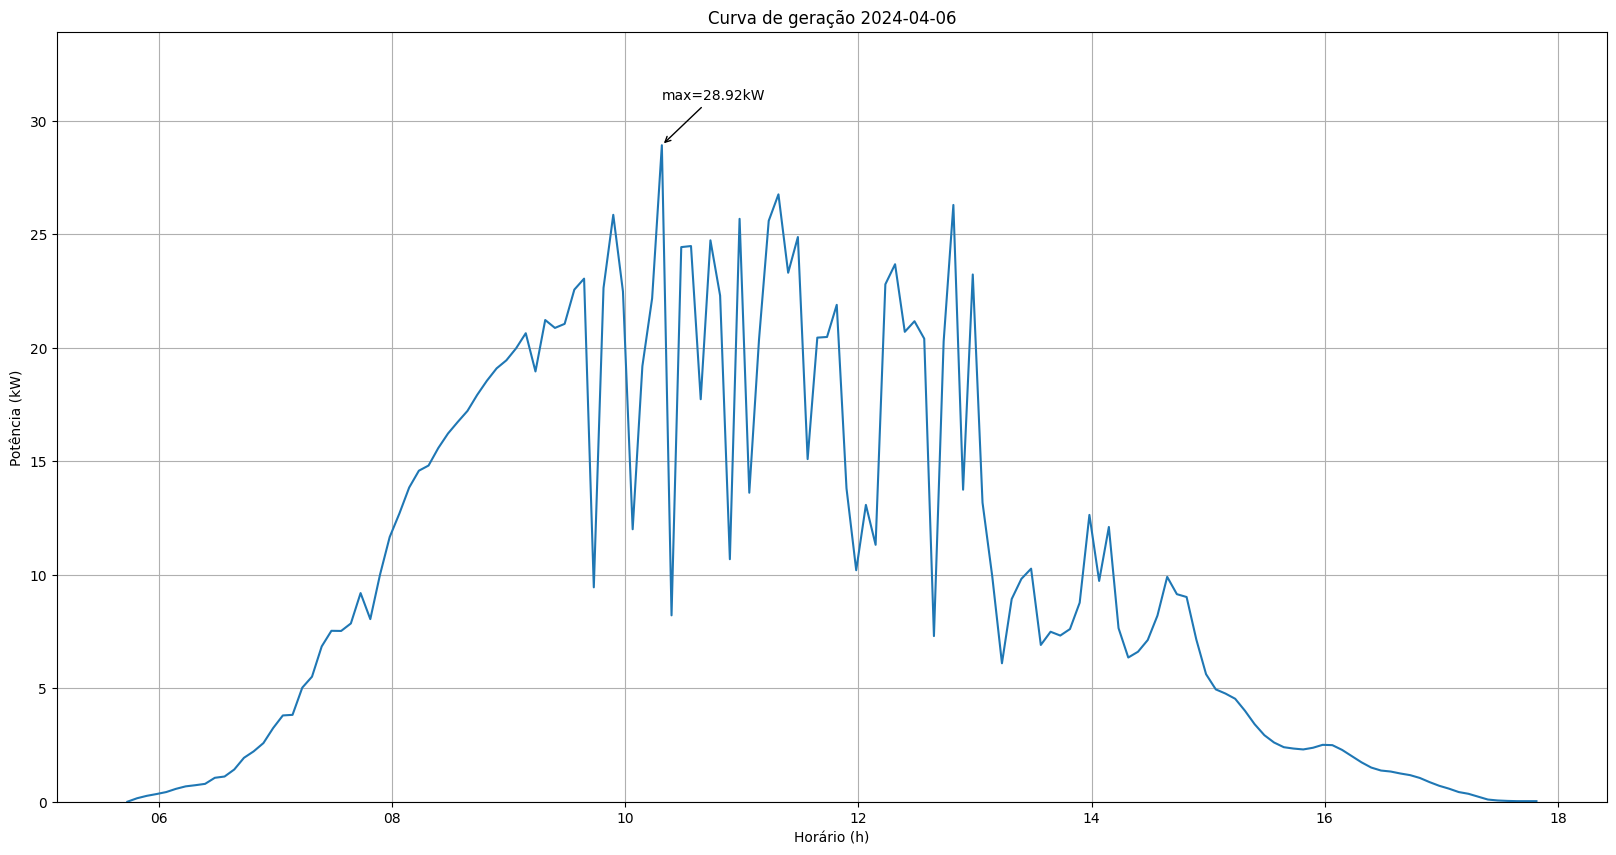 Curva de geração 2024-04-06
max=28.92kW
30
25
20
15
10
5
0
Potência (kW)
06 08 10 12 14 16 18
Horário (h)